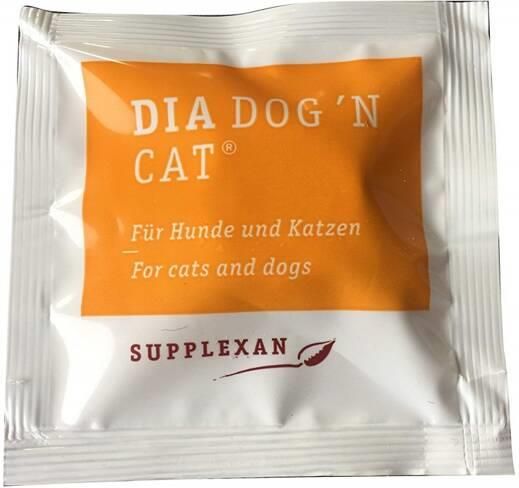 DIA DOG ’N
CAT®
Für Hunde und Katzen
For cats and dogs
SUPPLEXAN